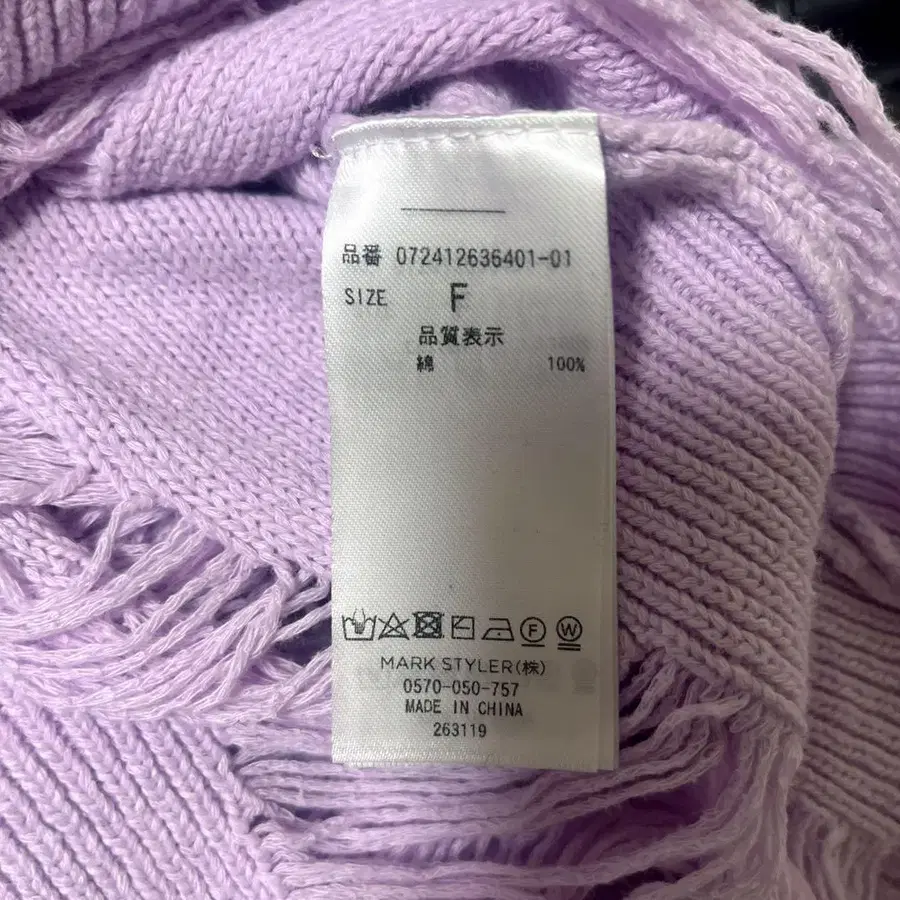 品番 072412636401-01
SIZE F
品質表示
綿 100%
F W
MARK STYLER(株)
0570-050-757
MADE IN CHINA
263119